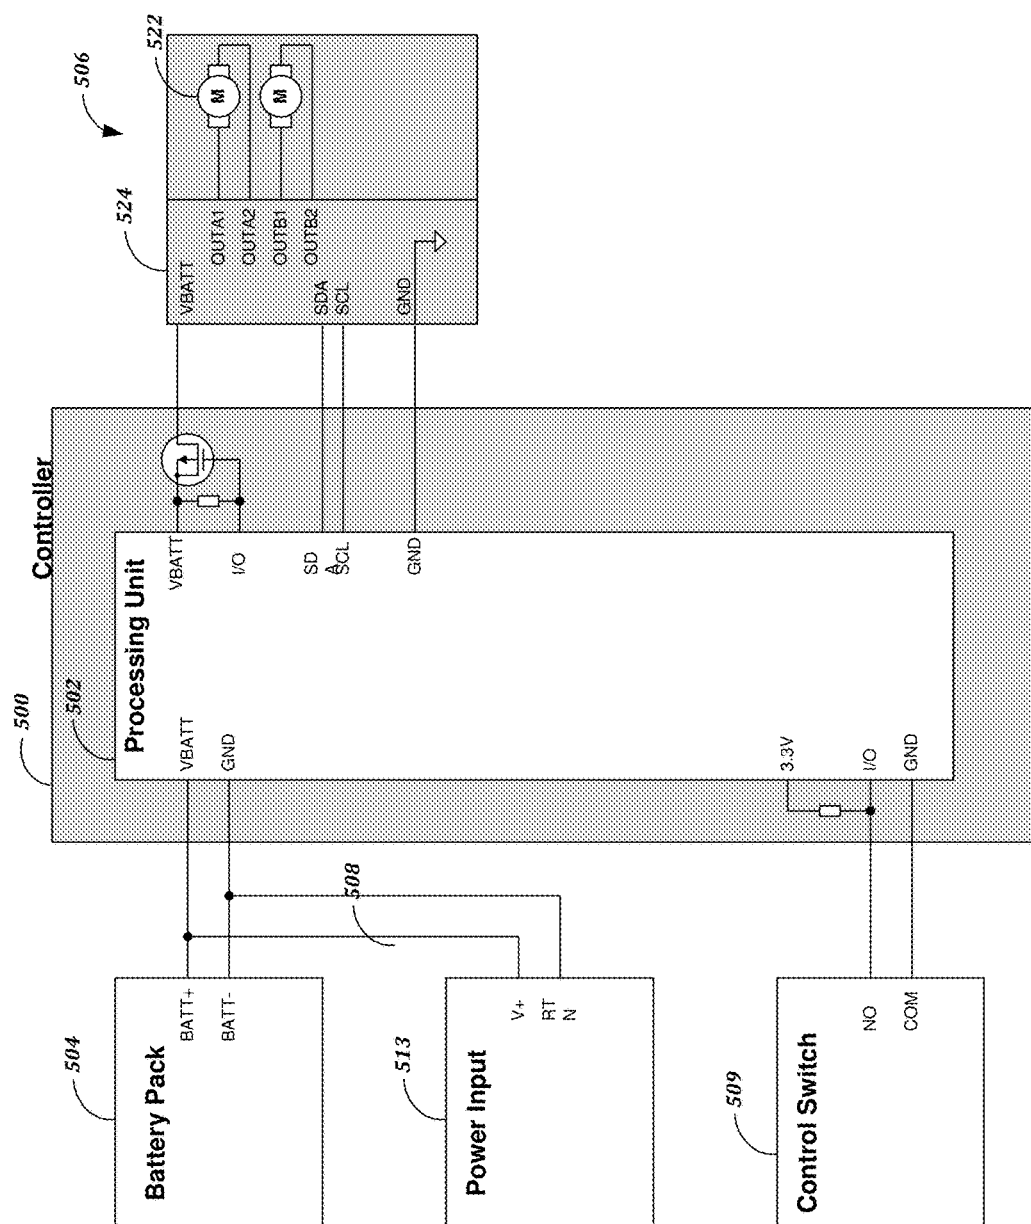 504
Battery Pack
BATT+
BATT-
513
Power Input
V+
RT
N
509
Control Switch
NO
COM
508
500
Controller
502
Processing Unit
VBATT
GND
3.3V
I/O
GND
VBATT
I/O
SD
A
SCL
GND
506
524
VBATT
OUTA1
OUTA2
OUTB1
OUTB2
SDA
SCL
GND
522
M
M